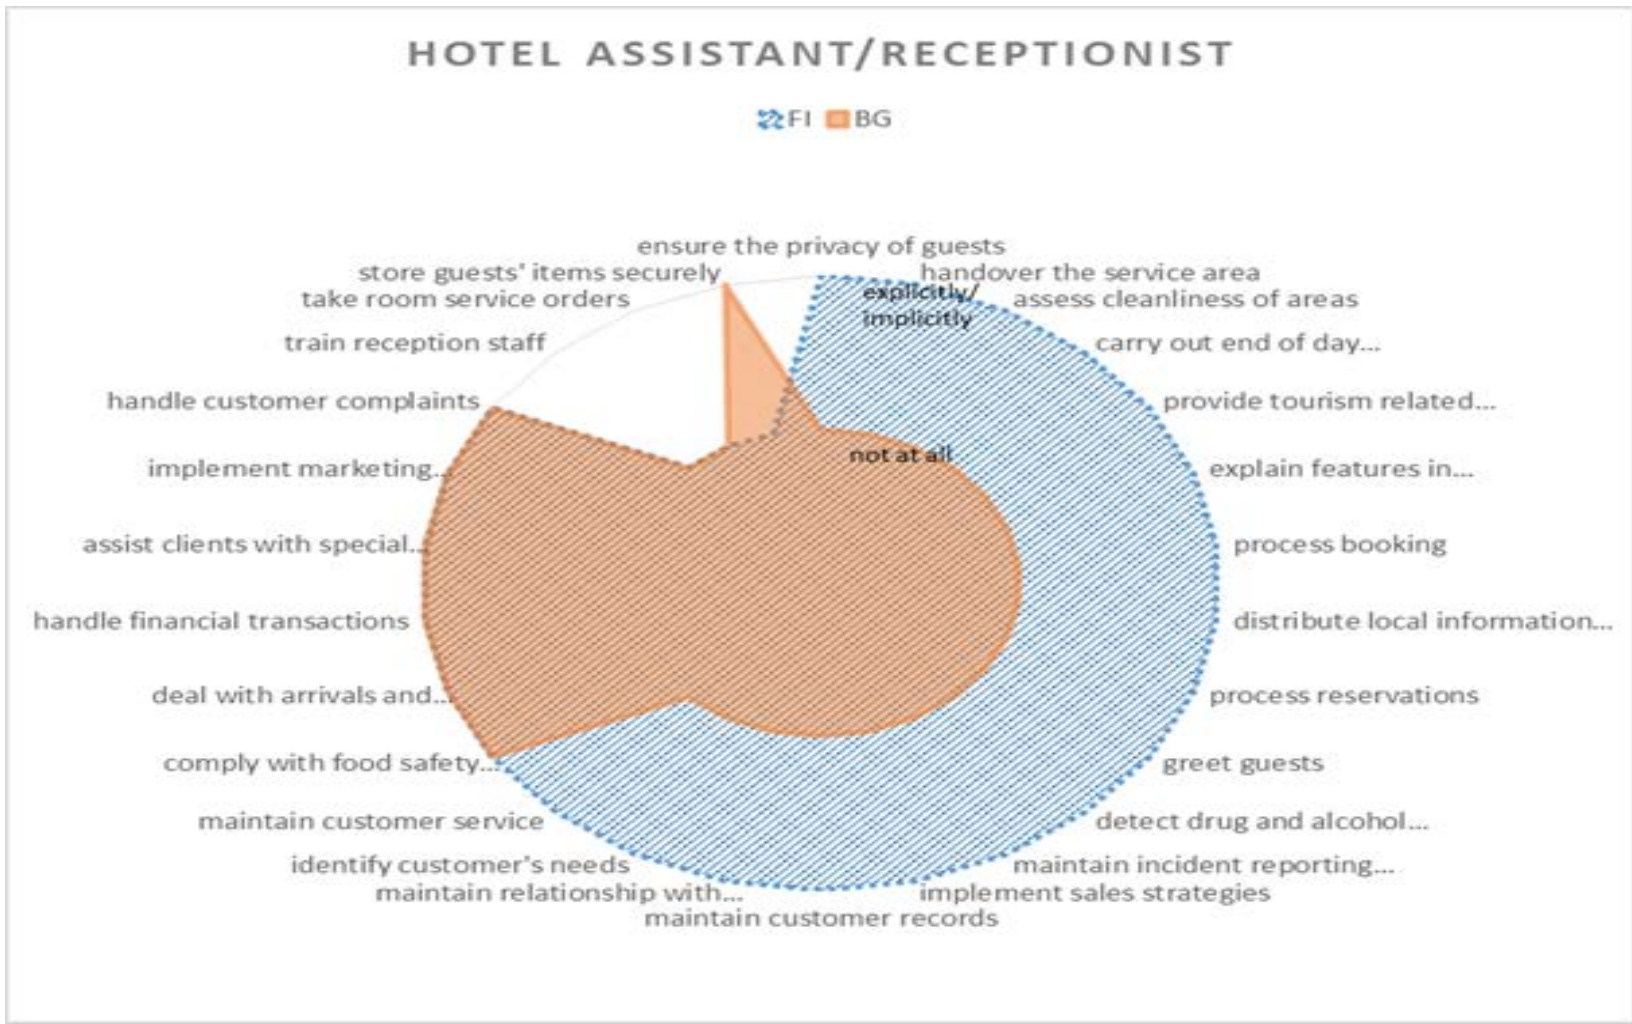 HOTEL ASSISTANT/RECEPTIONIST
FI BG
ensure the privacy of guests
handover the service area
assess cleanliness of areas
carry out end of day...
provide tourism related...
explain features in...
process booking
distribute local information...
process reservations
greet guests
detect drug and alcohol...
maintain incident reporting...
implement sales strategies
maintain customer records
maintain relationship with...
identify customer's needs
maintain customer service
comply with food safety...
deal with arrivals and...
handle financial transactions
assist clients with special...
implement marketing...
handle customer complaints
train reception staff
take room service orders
store guests' items securely
explicitly/
implicitly
not at all